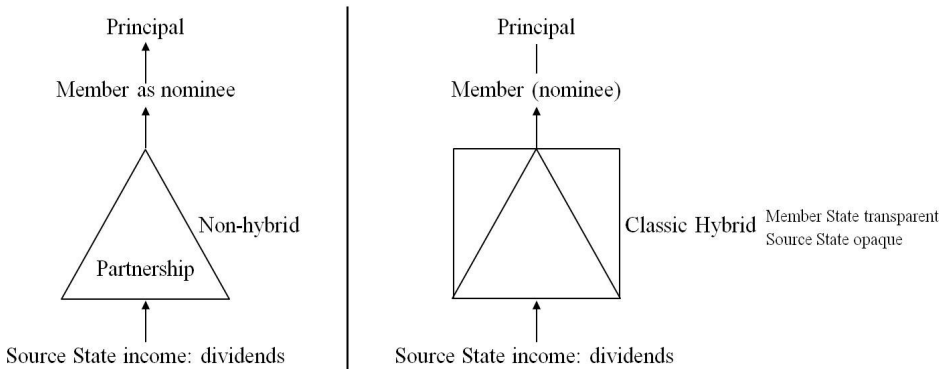 Principal
Member as nominee
Non-hybrid
Partnership
Source State income: dividends
Principal
Member (nominee)
Classic Hybrid
Member State transparent
Source State opaque
Source State income: dividends